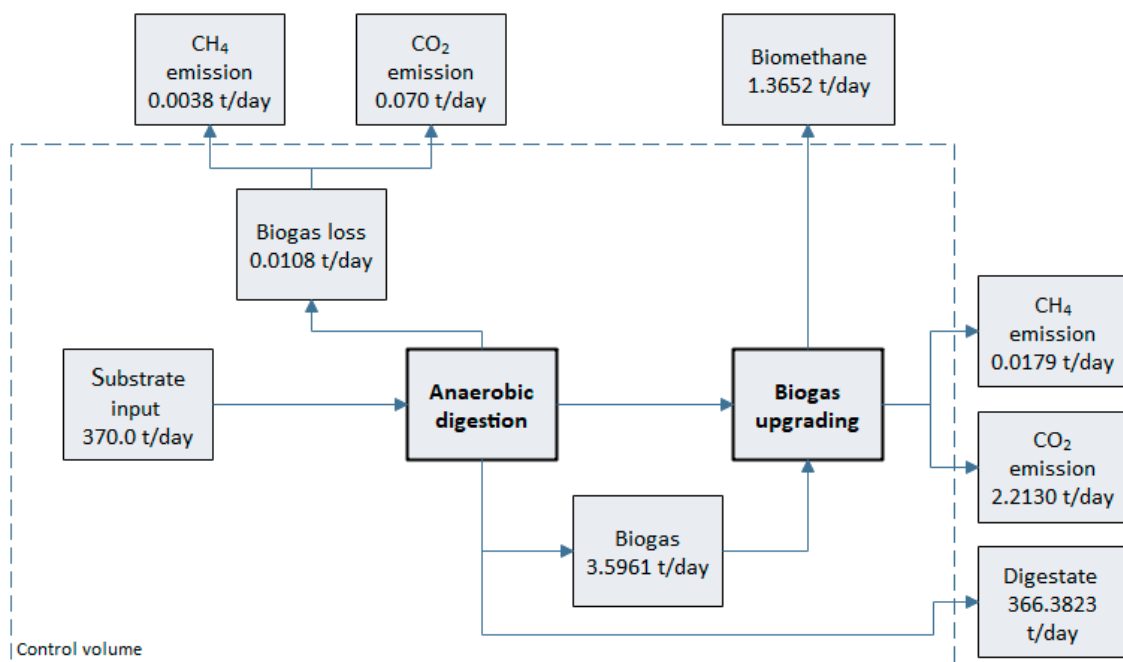 CH₄
emission
0.0038 t/day
CO₂
emission
0.070 t/day
Biomethane
1.3652 t/day
Biogas loss
0.0108 t/day
Substrate
input
370.0 t/day
Anaerobic
digestion
Biogas
upgrading
CH₄
emission
0.0179 t/day
CO₂
emission
2.2130 t/day
Biogas
3.5961 t/day
Digestate
366.3823
t/day
Control volume